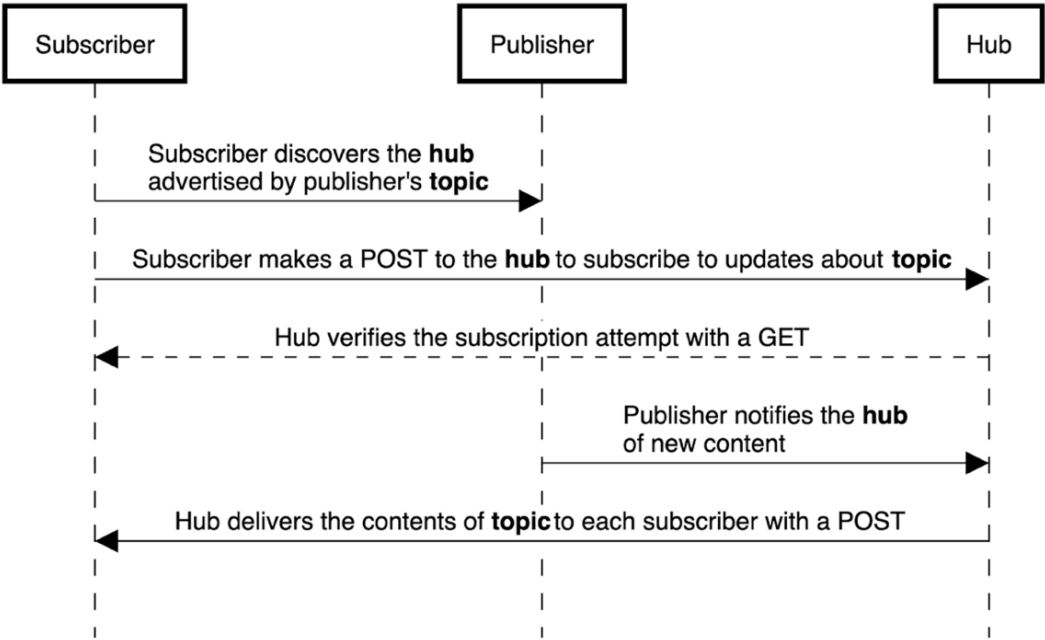 Subscriber
Publisher
Hub
Subscriber discovers the hub
advertised by publisher's topic
Subscriber makes a POST to the hub to subscribe to updates about topic
Hub verifies the subscription attempt with a GET
Publisher notifies the hub
of new content
Hub delivers the contents of topic to each subscriber with a POST